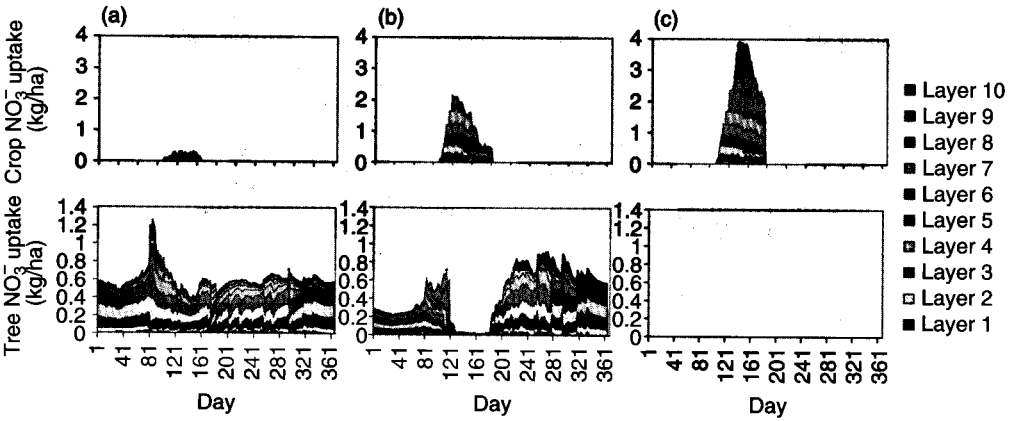 (a)
(b)
(c)
Crop NO₃⁻ uptake
(kg/ha)
4
3
2
1
0
4
3
2
1
0
4
3
2
1
0
Tree NO₃⁻ uptake
(kg/ha)
1.4
1.2
1
0.8
0.6
0.4
0.2
0
1.4
1.2
1
0.8
0.6
0.4
0.2
0
1.4
1.2
1
0.8
0.6
0.4
0.2
0
1 41 81 121 161 201 241 281 321 361
1 41 81 121 161 201 241 281 321 361
1 41 81 121 161 201 241 281 321 361
Day
Day
Day
Layer 10
Layer 9
Layer 8
Layer 7
Layer 6
Layer 5
Layer 4
Layer 3
Layer 2
Layer 1